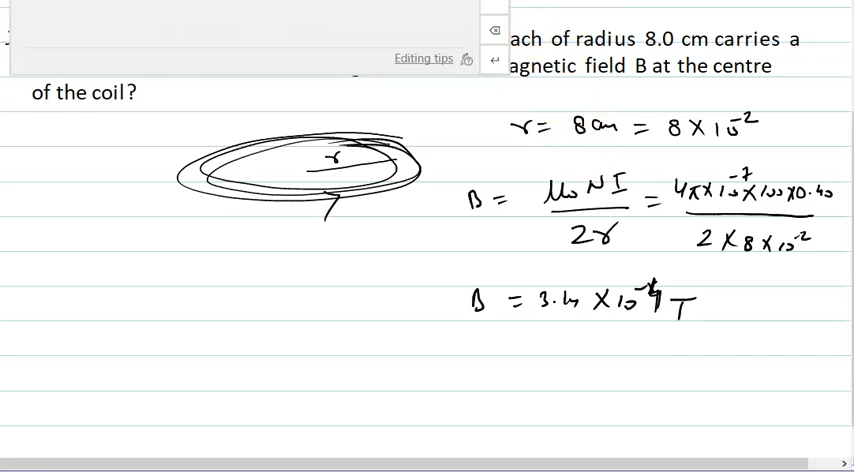 Editing tips
ach of radius 8.0 cm carries a
agnetic field B at the centre
of the coil?
r = 8 cm = 8 × 10⁻²
r
B = μ₀ N I / 2r = 4π × 10⁻⁷ × 100 × 0.40 / 2 × 8 × 10⁻²
B = 3.14 × 10⁻⁴ T